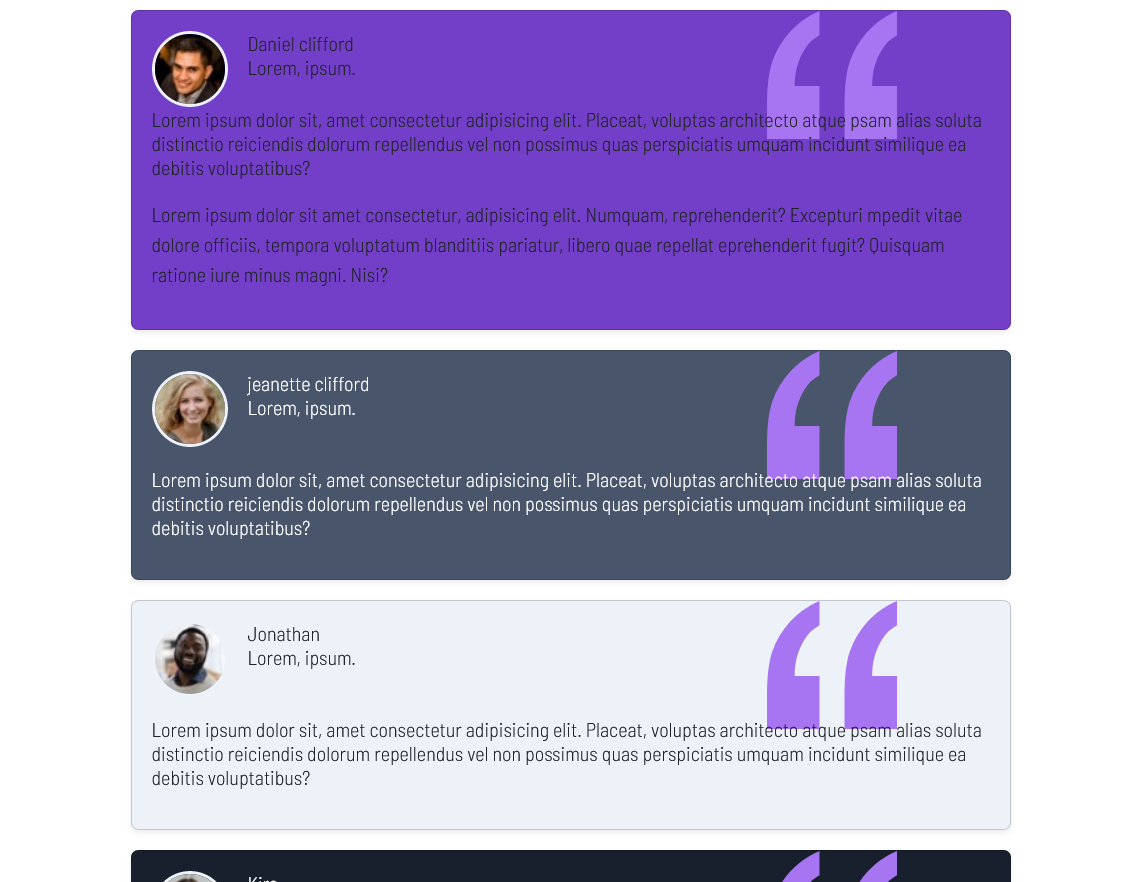 Daniel clifford
Lorem, ipsum.
Lorem ipsum dolor sit, amet consectetur adipisicing elit. Placeat, voluptas architecto atque psam alias soluta
distinctio reiciendis dolorum repellendus vel non possimus quas perspiciatis umquam incidunt similique ea
debitis voluptatibus?
Lorem ipsum dolor sit amet consectetur, adipisicing elit. Numquam, reprehenderit? Excepturi mpedit vitae
dolore officiis, tempora voluptatum blanditiis pariatur, libero quae repellat eprehenderit fugit? Quisquam
ratione iure minus magni. Nisi?
jeanette clifford
Lorem, ipsum.
Lorem ipsum dolor sit, amet consectetur adipisicing elit. Placeat, voluptas architecto atque psam alias soluta
distinctio reiciendis dolorum repellendus vel non possimus quas perspiciatis umquam incidunt similique ea
debitis voluptatibus?
Jonathan
Lorem, ipsum.
Lorem ipsum dolor sit, amet consectetur adipisicing elit. Placeat, voluptas architecto atque psam alias soluta
distinctio reiciendis dolorum repellendus vel non possimus quas perspiciatis umquam incidunt similique ea
debitis voluptatibus?